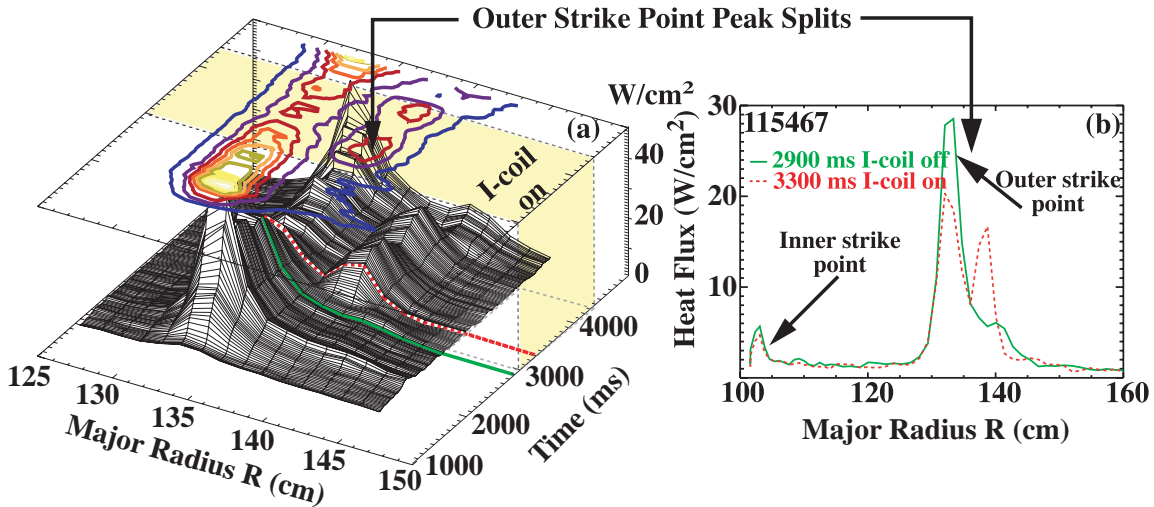 Outer Strike Point Peak Splits
W/cm²
(a)
40
20
0
I-coil
on
4000
3000
2000
1000
Time (ms)
125
130
135
140
145
150
Major Radius R (cm)
30
20
10
Heat Flux (W/cm²)
115467
(b)
2900 ms I-coil off
3300 ms I-coil on
Outer strike
point
Inner strike
point
100
120
140
160
Major Radius R (cm)